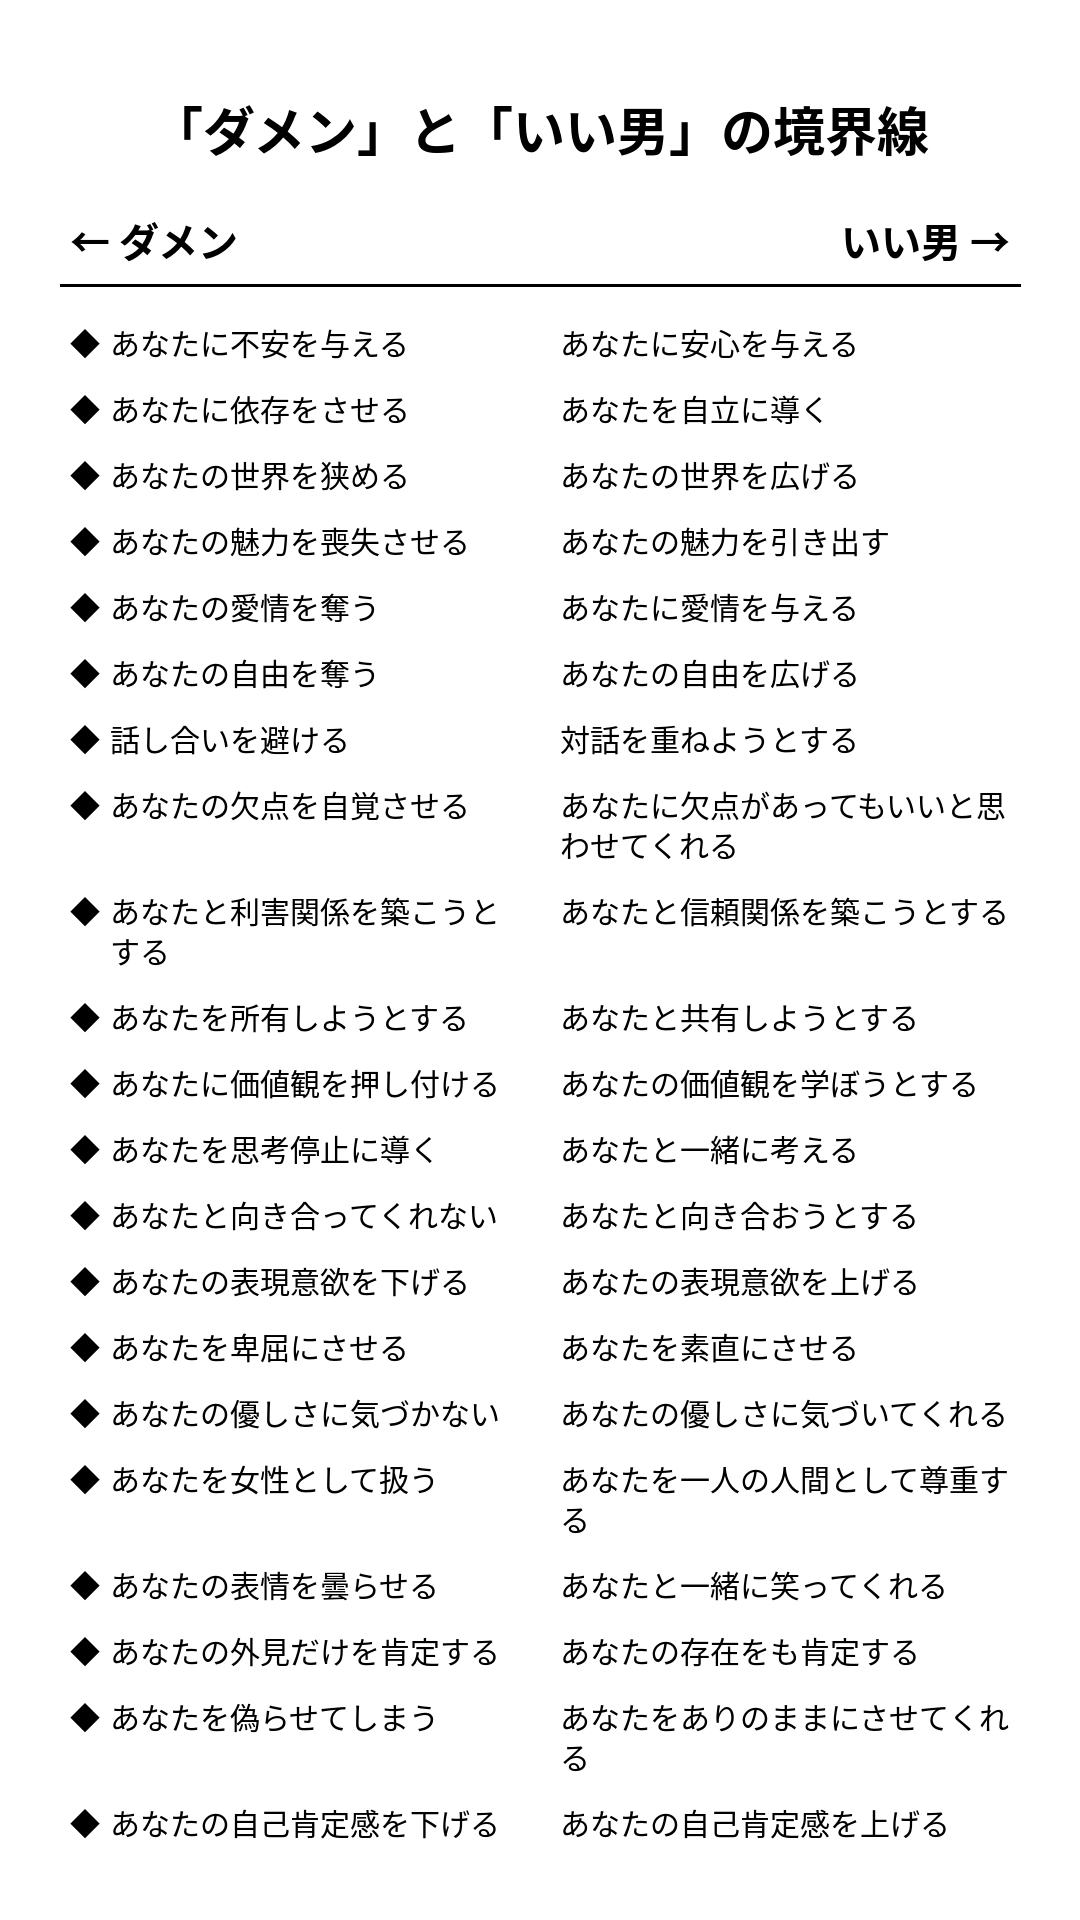 「ダメン」と「いい男」の境界線
← ダメン いい男 →
◆ あなたに不安を与える あなたに安心を与える
◆ あなたに依存をさせる あなたを自立に導く
◆ あなたの世界を狭める あなたの世界を広げる
◆ あなたの魅力を喪失させる あなたの魅力を引き出す
◆ あなたの愛情を奪う あなたに愛情を与える
◆ あなたの自由を奪う あなたの自由を広げる
◆ 話し合いを避ける 対話を重ねようとする
◆ あなたの欠点を自覚させる あなたに欠点があってもいいと思
わせてくれる
◆ あなたと利害関係を築こうと あなたと信頼関係を築こうとする
する
◆ あなたを所有しようとする あなたと共有しようとする
◆ あなたに価値観を押し付ける あなたの価値観を学ぼうとする
◆ あなたを思考停止に導く あなたと一緒に考える
◆ あなたと向き合ってくれない あなたと向き合おうとする
◆ あなたの表現意欲を下げる あなたの表現意欲を上げる
◆ あなたを卑屈にさせる あなたを素直にさせる
◆ あなたの優しさに気づかない あなたの優しさに気づいてくれる
◆ あなたを女性として扱う あなたを一人の人間として尊重す
る
◆ あなたの表情を曇らせる あなたと一緒に笑ってくれる
◆ あなたの外見だけを肯定する あなたの存在をも肯定する
◆ あなたを偽らせてしまう あなたをありのままにさせてくれ
る
◆ あなたの自己肯定感を下げる あなたの自己肯定感を上げる